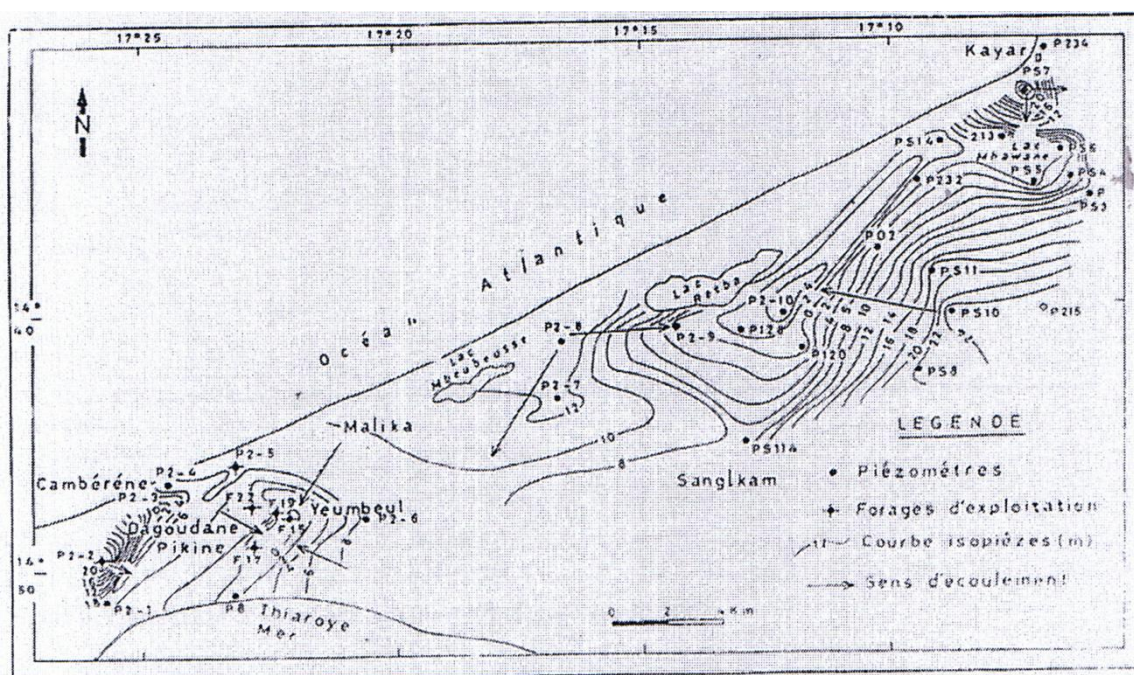 17°25
17°20
17°15
17°10
Kayar
P234
PS7
N
PS14
213
Lac
Mbawane
PS6
P232
PS5
PS4
P
PS3
Océan Atlantique
P02
PS11
14°
40
Lac Retba
P2-10
PS10
P215
P2-8
P2-9
P128
P120
Lac
Mbeubeusse
P2-7
12
PS8
10
8
Malika
PS114
Sanglkam
LEGENDE
Piézomètres
Forages d'exploitation
Courbe isopièzes (m)
Sens d'écoulement
P2-5
P2-4
Cambéréne
P2-3
F22
F19
Yeumbeul
F15
P2-6
Dagoudane
Pikine
F17
P2-2
14°
50
P2-1
P8
Thiaroye
Mer
0 2 4 Km